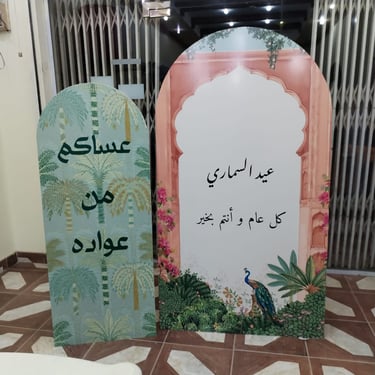 عيد السماري
كل عام و أنتم بخير
عساكم
من
عواده